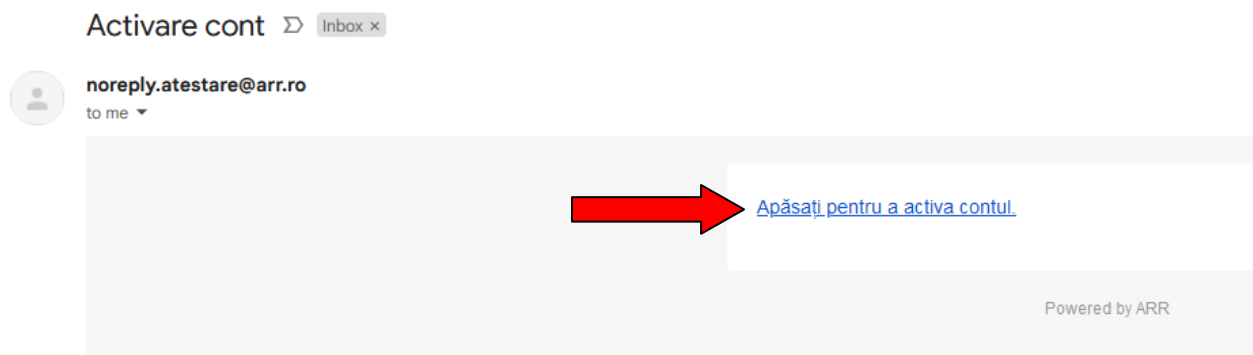 Activare cont Inbox ×
noreply.atestare@arr.ro
to me
Apăsați pentru a activa contul.
Powered by ARR